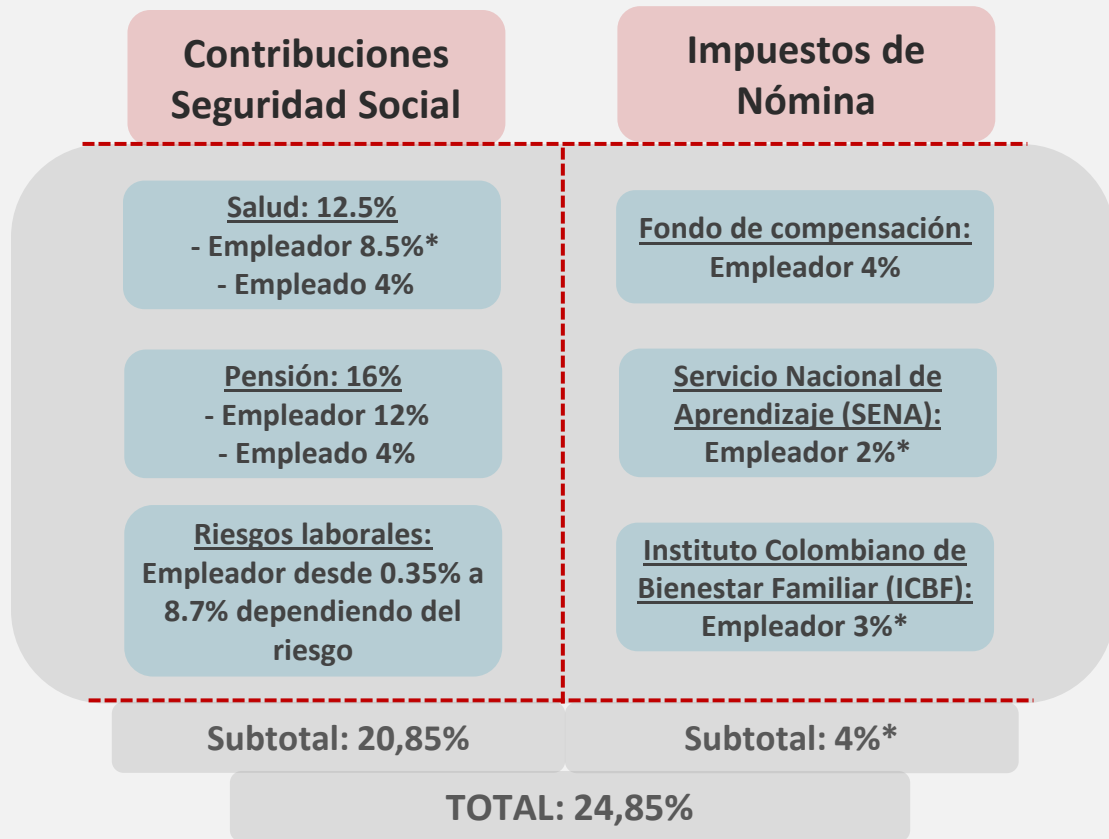 Contribuciones
Seguridad Social
Salud: 12.5%
- Empleador 8.5%*
- Empleado 4%
Pensión: 16%
- Empleador 12%
- Empleado 4%
Riesgos laborales:
Empleador desde 0.35% a
8.7% dependiendo del
riesgo
Subtotal: 20,85%
Impuestos de
Nómina
Fondo de compensación:
Empleador 4%
Servicio Nacional de
Aprendizaje (SENA):
Empleador 2%*
Instituto Colombiano de
Bienestar Familiar (ICBF):
Empleador 3%*
Subtotal: 4%*
TOTAL: 24,85%